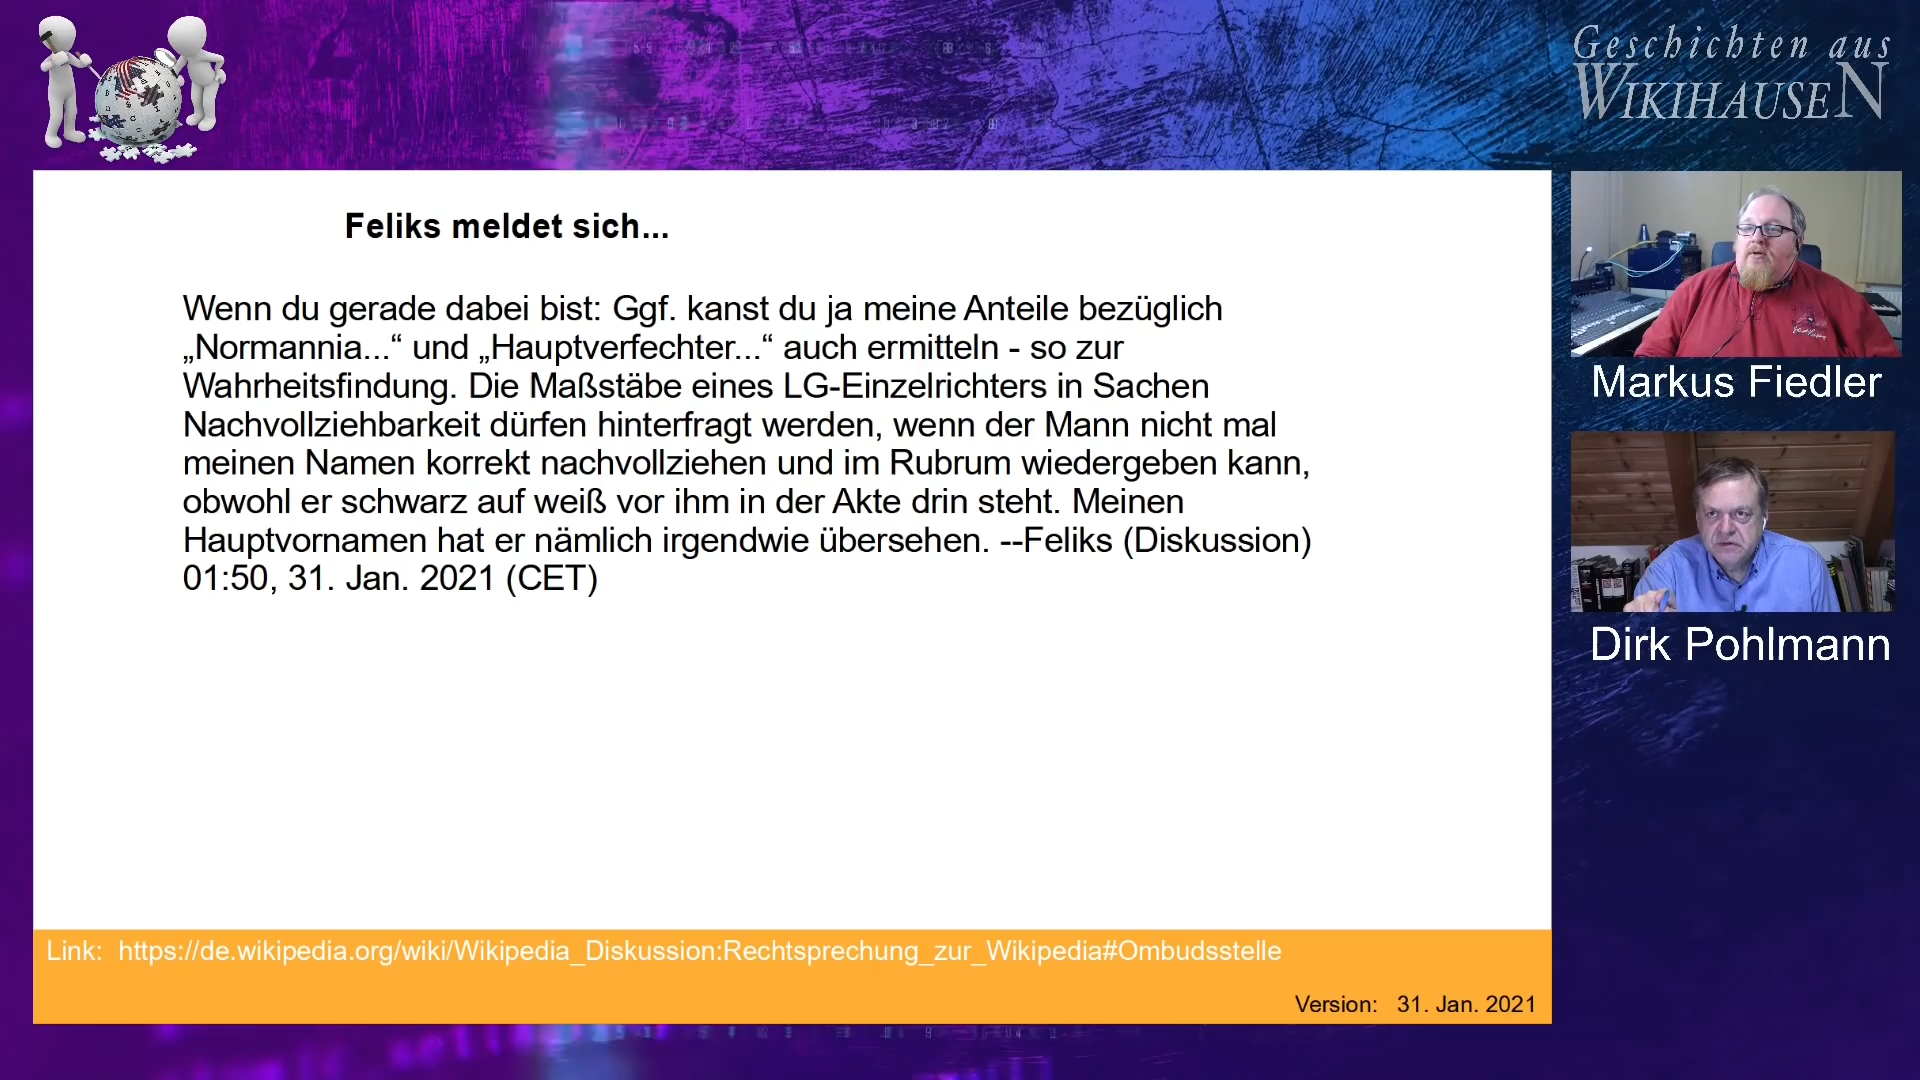 Geschichten aus
WIKIHAUSEN
Feliks meldet sich...
Wenn du gerade dabei bist: Ggf. kanst du ja meine Anteile bezüglich
„Normannia...“ und „Hauptverfechter...“ auch ermitteln - so zur
Wahrheitsfindung. Die Maßstäbe eines LG-Einzelrichters in Sachen
Nachvollziehbarkeit dürfen hinterfragt werden, wenn der Mann nicht mal
meinen Namen korrekt nachvollziehen und im Rubrum wiedergeben kann,
obwohl er schwarz auf weiß vor ihm in der Akte drin steht. Meinen
Hauptvornamen hat er nämlich irgendwie übersehen. --Feliks (Diskussion)
01:50, 31. Jan. 2021 (CET)
Markus Fiedler
Dirk Pohlmann
Link: https://de.wikipedia.org/wiki/Wikipedia_Diskussion:Rechtsprechung_zur_Wikipedia#Ombudsstelle
Version: 31. Jan. 2021